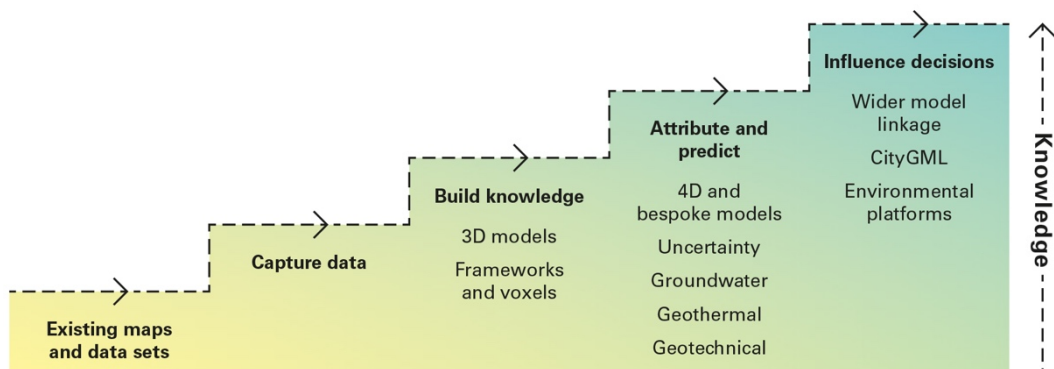 Existing maps
and data sets
Capture data
Build knowledge
3D models
Frameworks
and voxels
Attribute and
predict
4D and
bespoke models
Uncertainty
Groundwater
Geothermal
Geotechnical
Influence decisions
Wider model
linkage
CityGML
Environmental
platforms
Knowledge